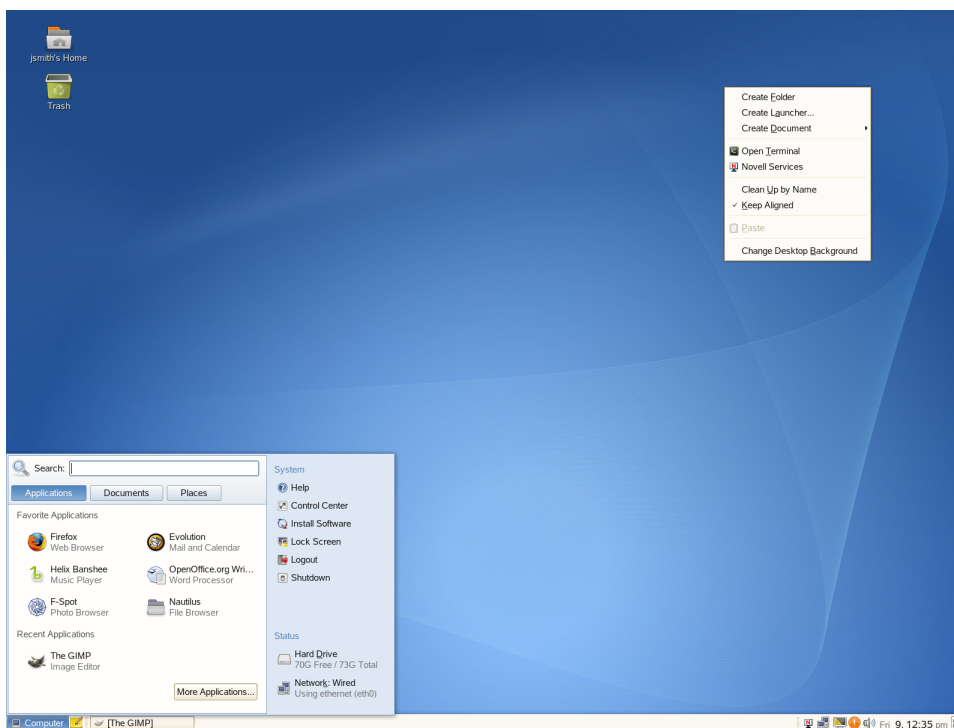 jsmith's Home
Trash
Create Folder
Create Launcher...
Create Document
Open Terminal
Novell Services
Clean Up by Name
Keep Aligned
Paste
Change Desktop Background
Search:
Applications
Documents
Places
Favorite Applications
Firefox
Web Browser
Evolution
Mail and Calendar
Helix Banshee
Music Player
OpenOffice.org Wri...
Word Processor
F-Spot
Photo Browser
Nautilus
File Browser
Recent Applications
The GIMP
Image Editor
More Applications...
System
Help
Control Center
Install Software
Lock Screen
Logout
Shutdown
Status
Hard Drive
70G Free / 73G Total
Network: Wired
Using ethernet (eth0)
Computer
[The GIMP]
Fri 9, 12:35 pm